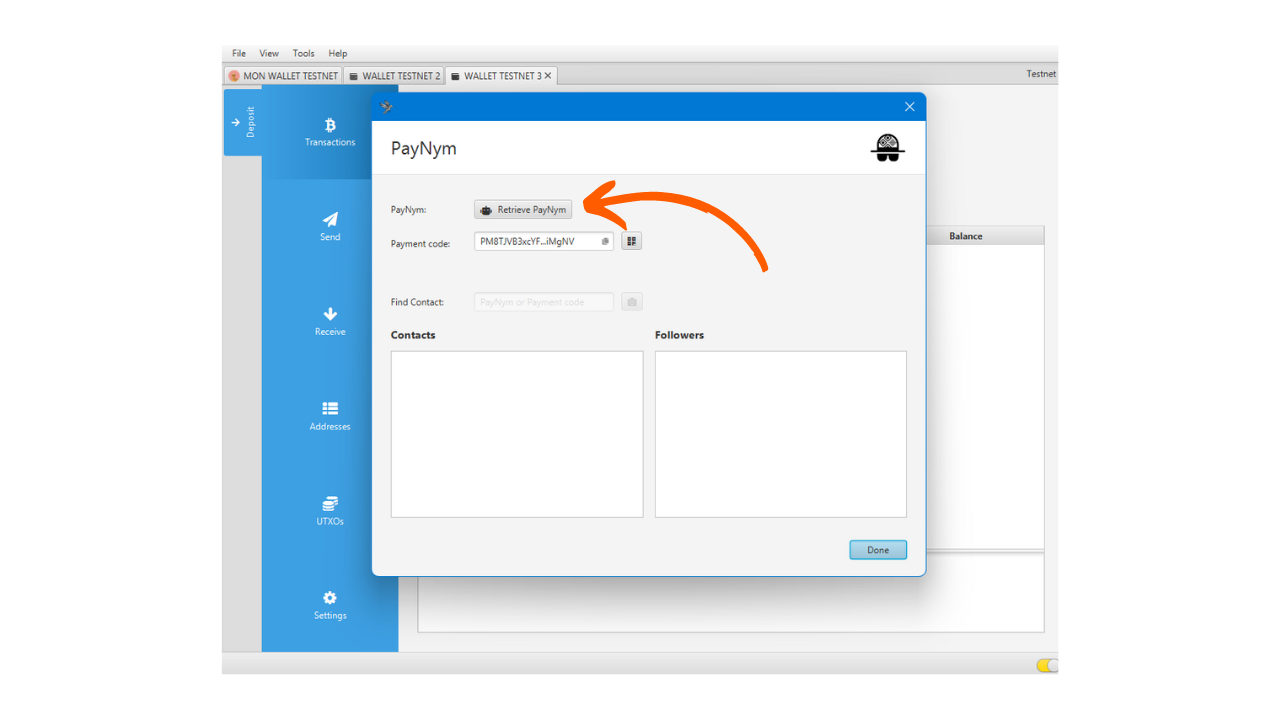 File View Tools Help
MON WALLET TESTNET WALLET TESTNET 2 WALLET TESTNET 3
Testnet
Deposit
Transactions
Send
Receive
Addresses
UTXOs
Settings
PayNym
PayNym: Retrieve PayNym
Payment code: PM8TJVB3xcYF...iMgNV
Find Contact: PayNym or Payment code
Contacts Followers
Done
Balance